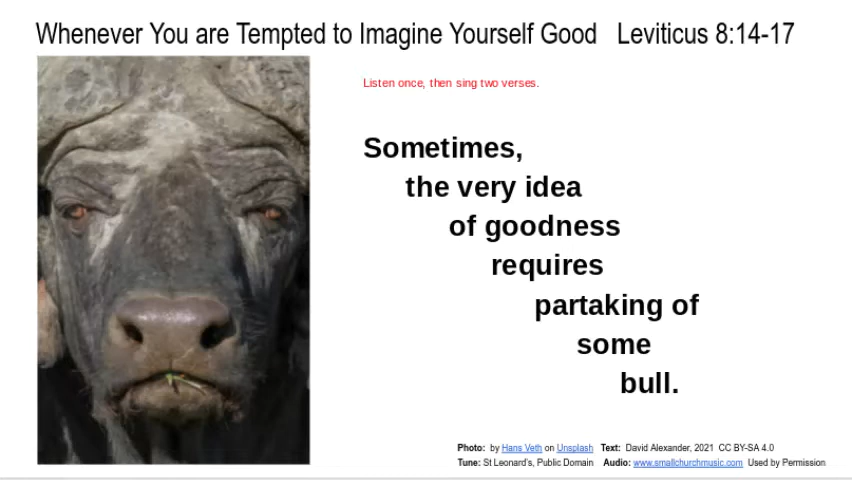 Whenever You are Tempted to Imagine Yourself Good Leviticus 8:14-17
Listen once, then sing two verses.
Sometimes,
the very idea
of goodness
requires
partaking of
some
bull.
Photo: by Hans Veth on Unsplash Text: David Alexander, 2021 CC BY-SA 4.0
Tune: St Leonard's, Public Domain Audio: www.smallchurchmusic.com Used by Permission